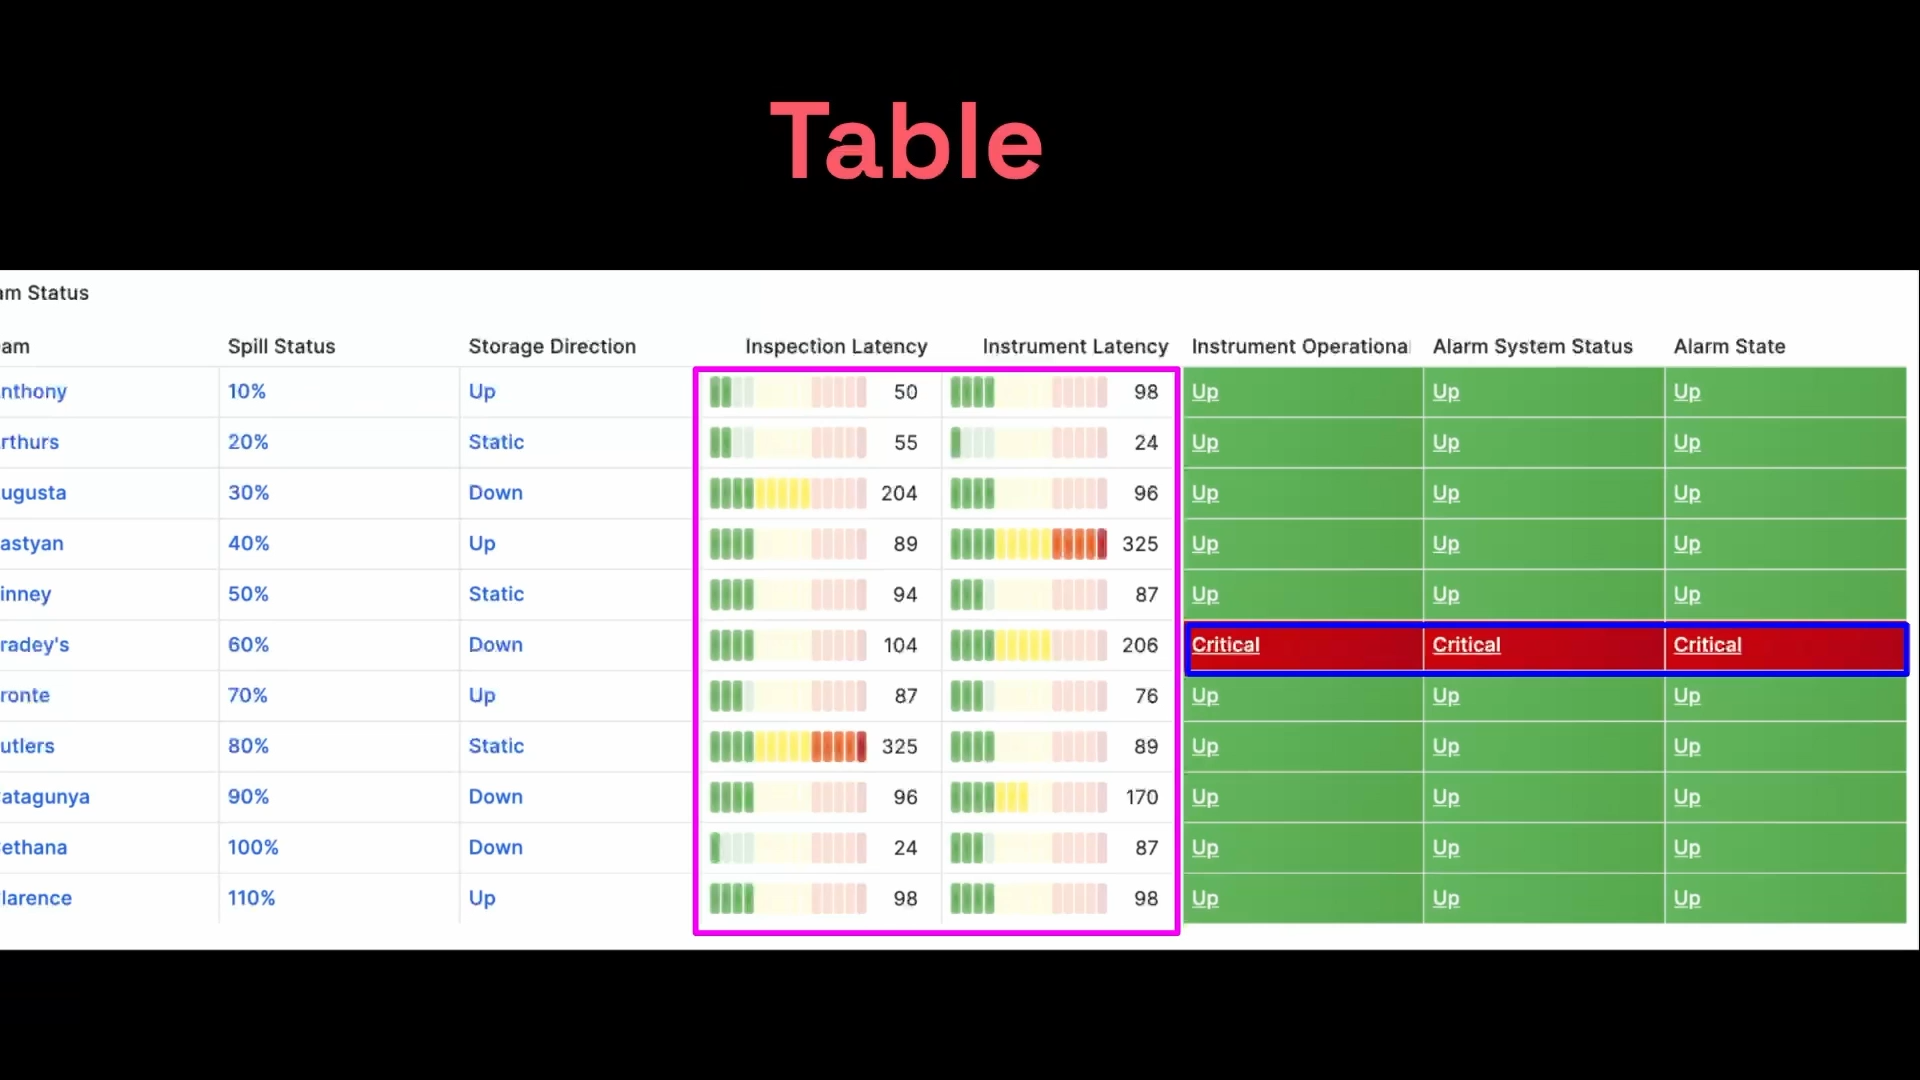 Table
am Status
am Spill Status Storage Direction Inspection Latency Instrument Latency Instrument Operational Alarm System Status Alarm State
nthony 10% Up 50 98 Up Up Up
rthurs 20% Static 55 24 Up Up Up
ugusta 30% Down 204 96 Up Up Up
astyan 40% Up 89 325 Up Up Up
inney 50% Static 94 87 Up Up Up
radey's 60% Down 104 206 Critical Critical Critical
ronte 70% Up 87 76 Up Up Up
utlers 80% Static 325 89 Up Up Up
atagunya 90% Down 96 170 Up Up Up
ethana 100% Down 24 87 Up Up Up
larence 110% Up 98 98 Up Up Up